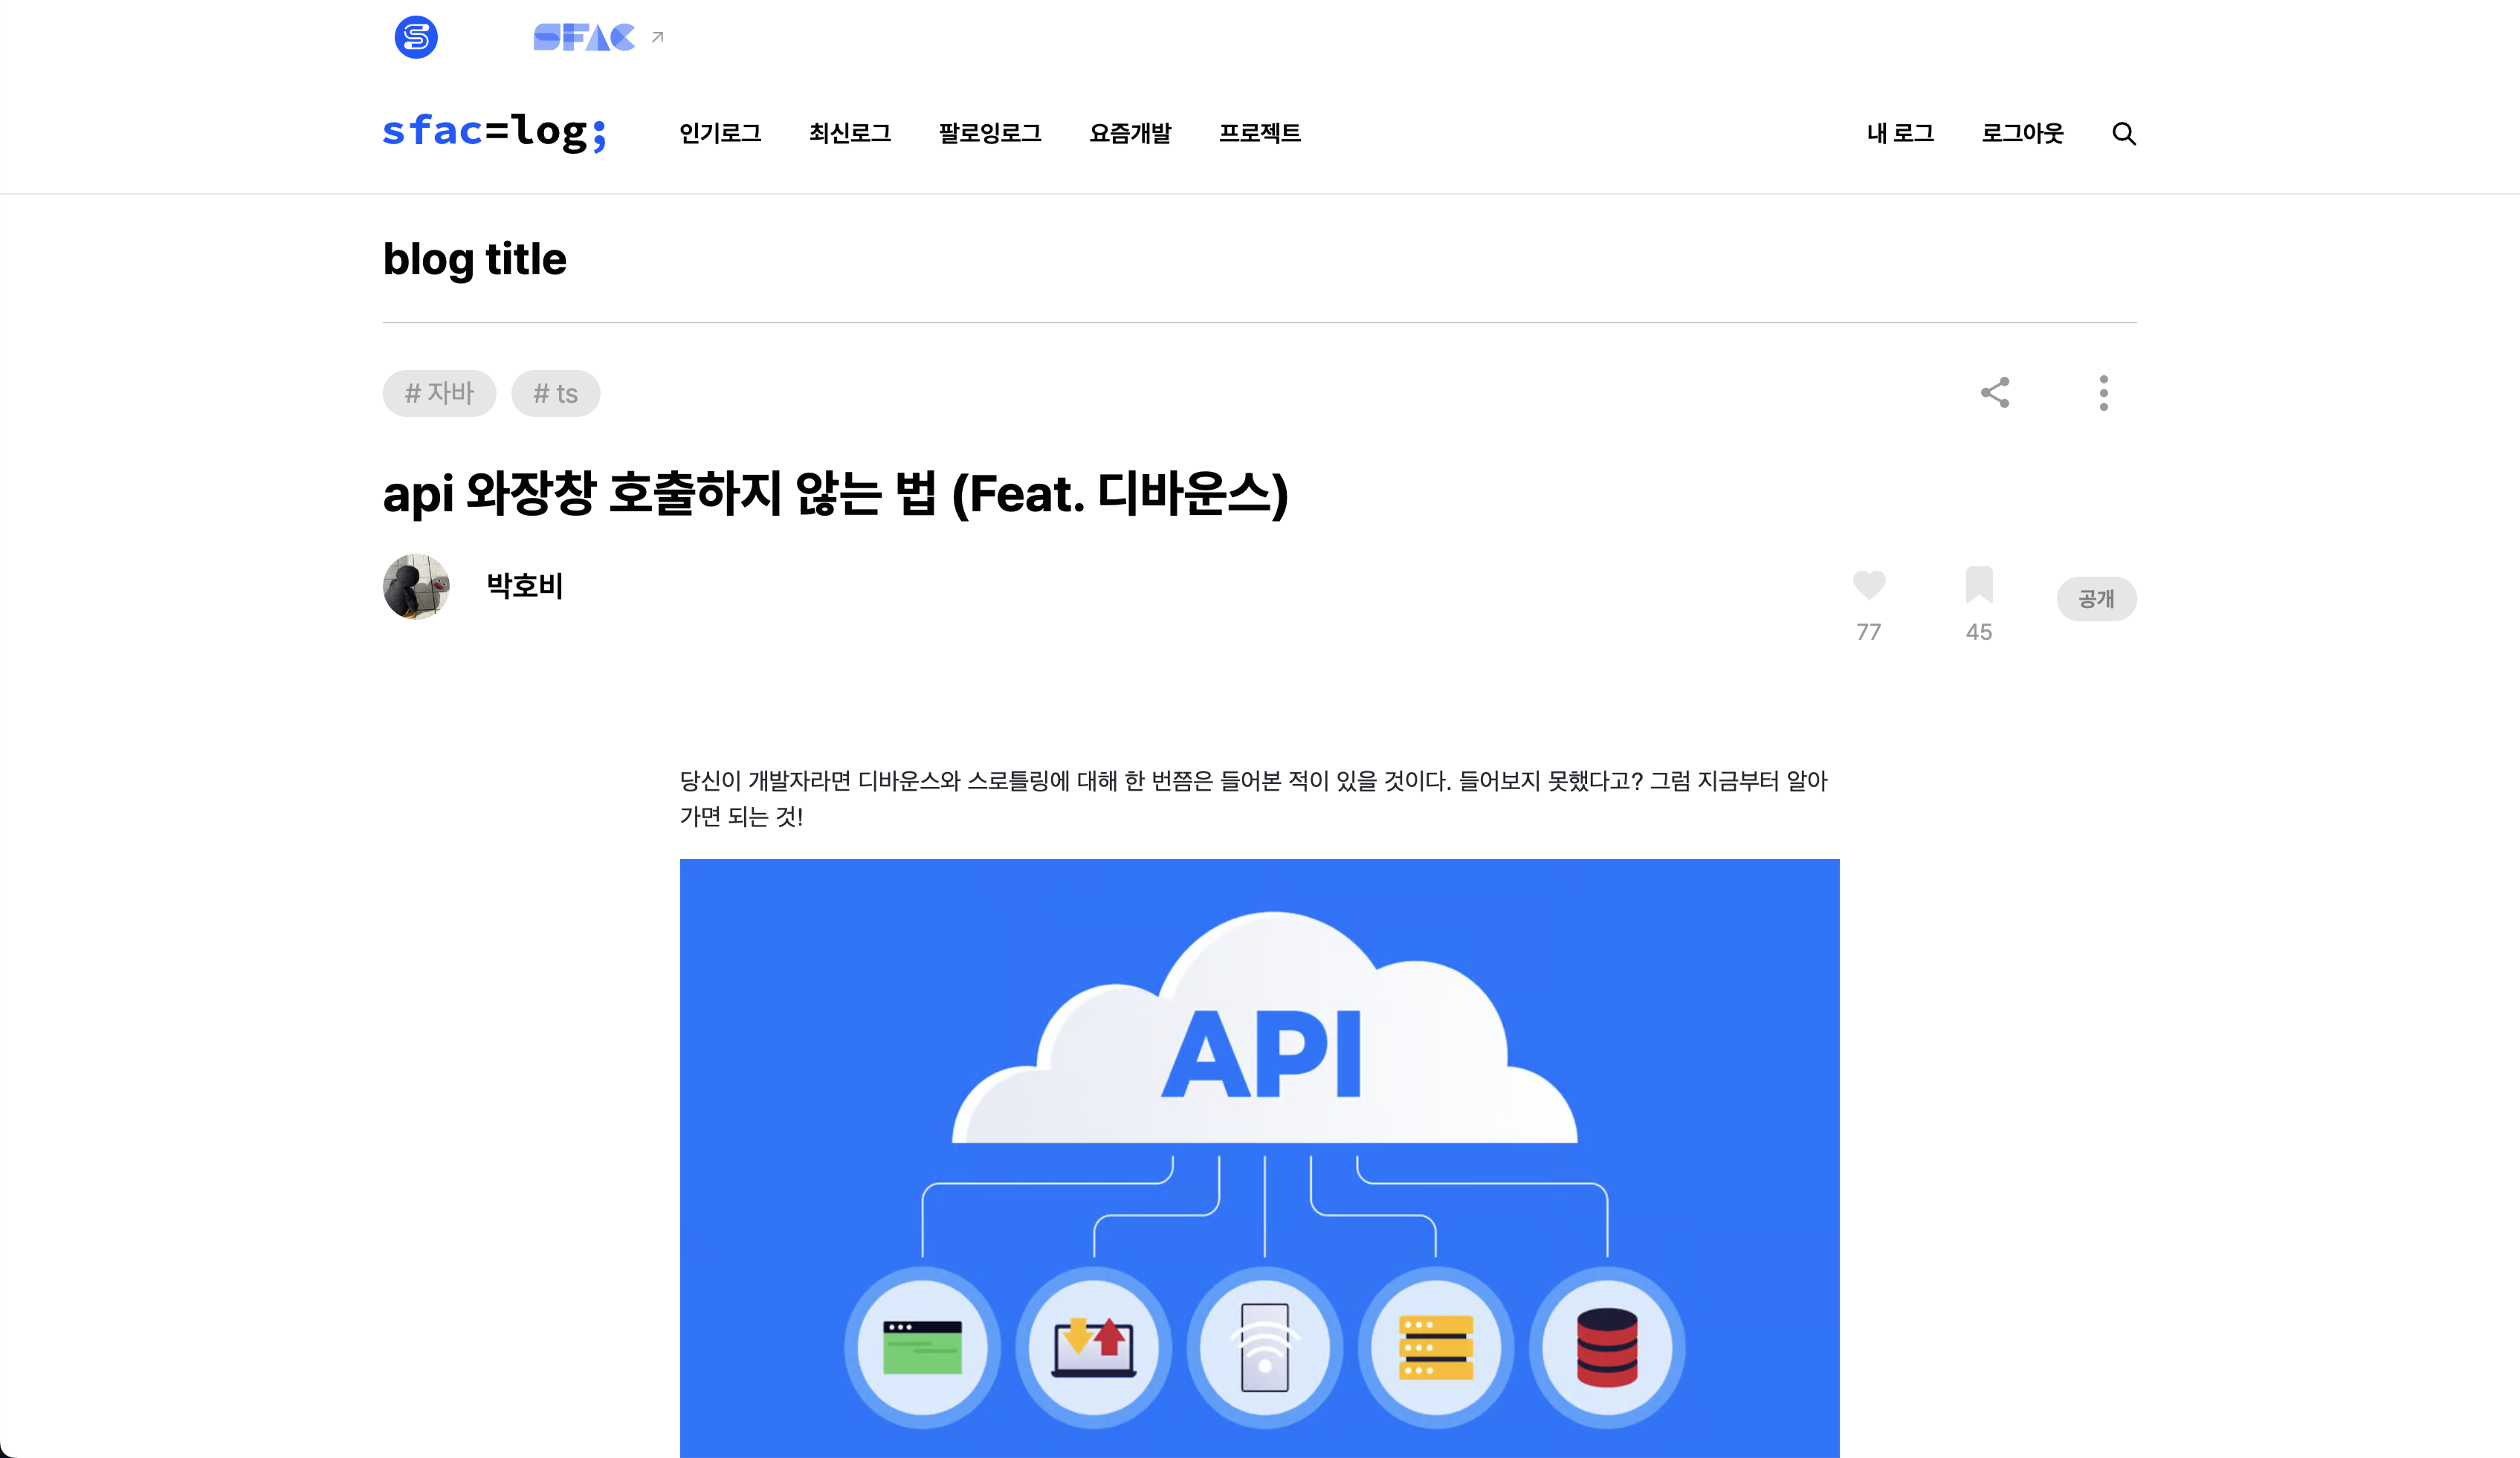 SFAC
sfac=log;
인기로그 최신로그 팔로잉로그 요즘개발 프로젝트 내 로그 로그아웃
blog title
# 자바 # ts
api 와장창 호출하지 않는 법 (Feat. 디바운스)
박호비
공개
77 45
당신이 개발자라면 디바운스와 스로틀링에 대해 한 번쯤은 들어본 적이 있을 것이다. 들어보지 못했다고? 그럼 지금부터 알아
가면 되는 것!
API